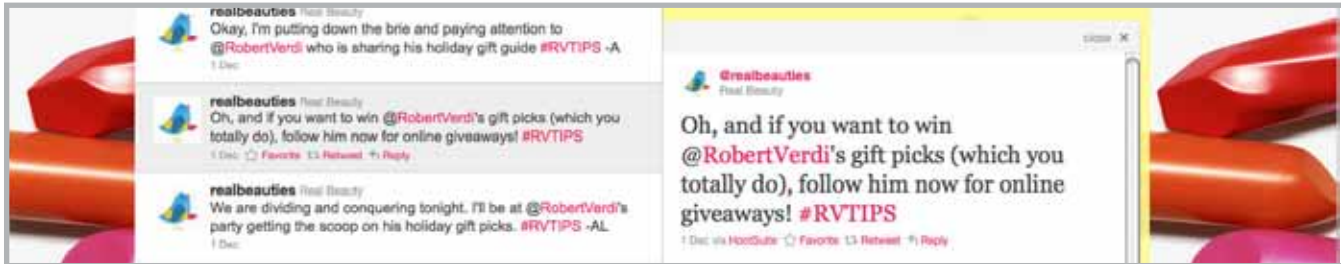 realbeauties Real Beauty
Okay, I'm putting down the brie and paying attention to
@RobertVerdi who is sharing his holiday gift guide #RVTIPS -A
1 Dec
realbeauties Real Beauty
Oh, and if you want to win @RobertVerdi's gift picks (which you
totally do), follow him now for online giveaways! #RVTIPS
1 Dec Favorite Retweet Reply
realbeauties Real Beauty
We are dividing and conquering tonight. I'll be at @RobertVerdi's
party getting the scoop on his holiday gift picks. #RVTIPS -AL
1 Dec
close ×
@realbeauties
Real Beauty
Oh, and if you want to win
@RobertVerdi's gift picks (which you
totally do), follow him now for online
giveaways! #RVTIPS
1 Dec via HootSuite Favorite Retweet Reply